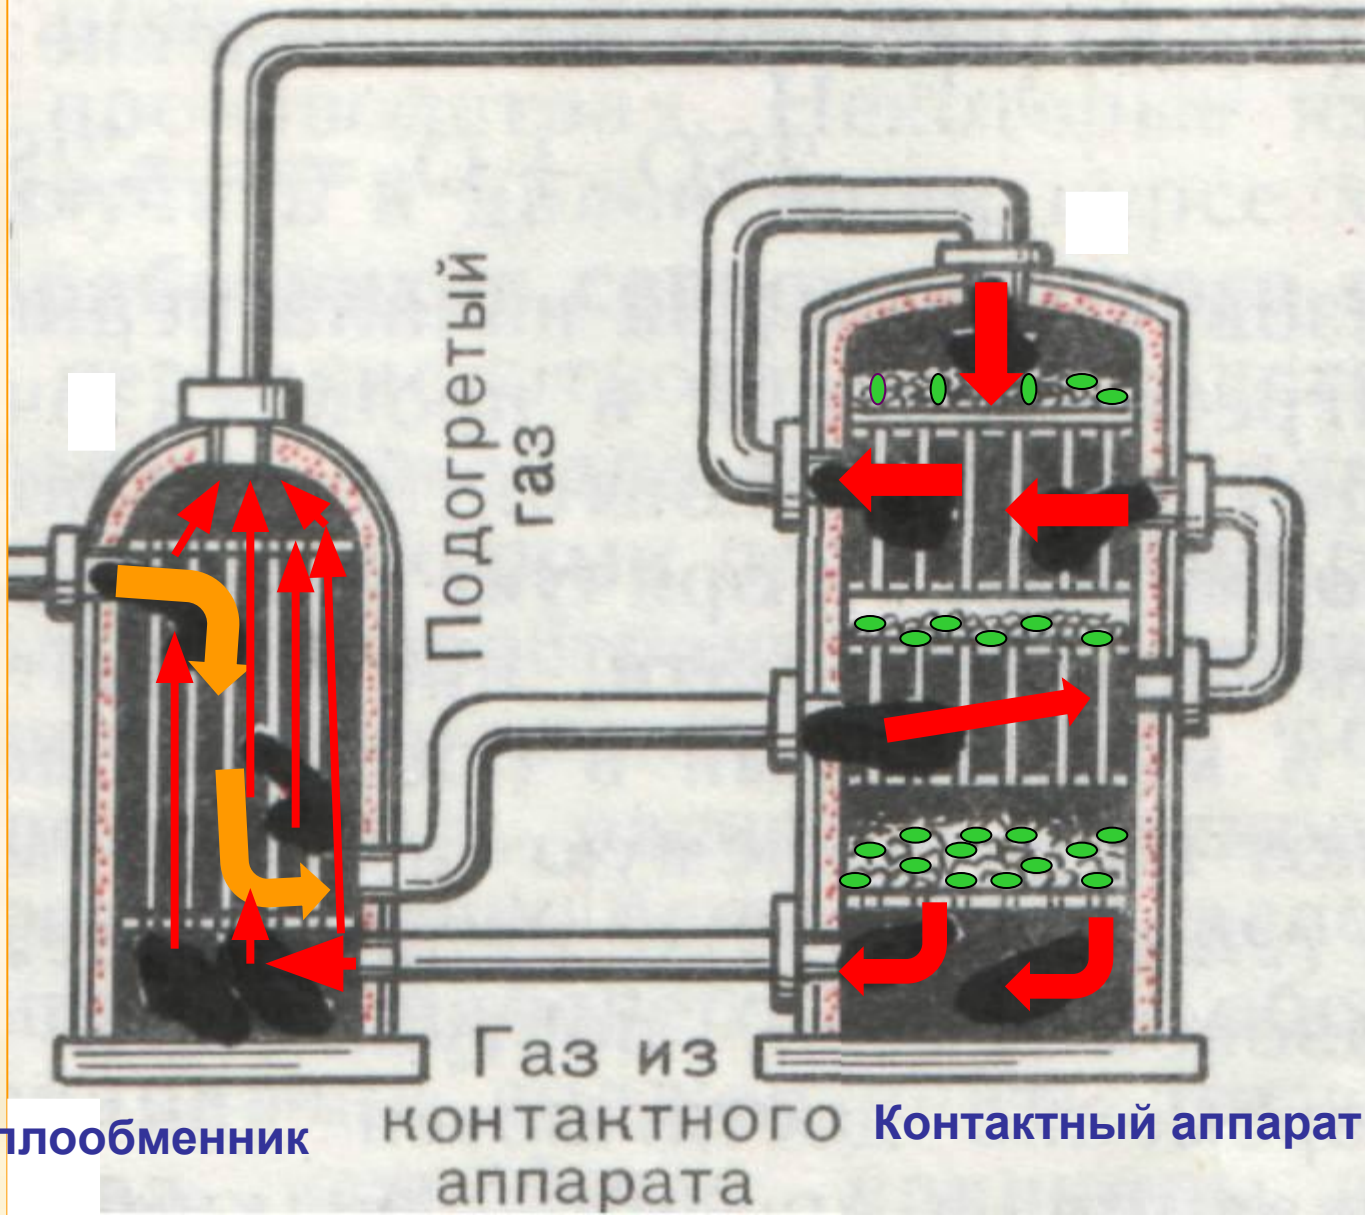 Подогретый
газ
Газ из
контактного
аппарата
плообменник
Контактный аппарат